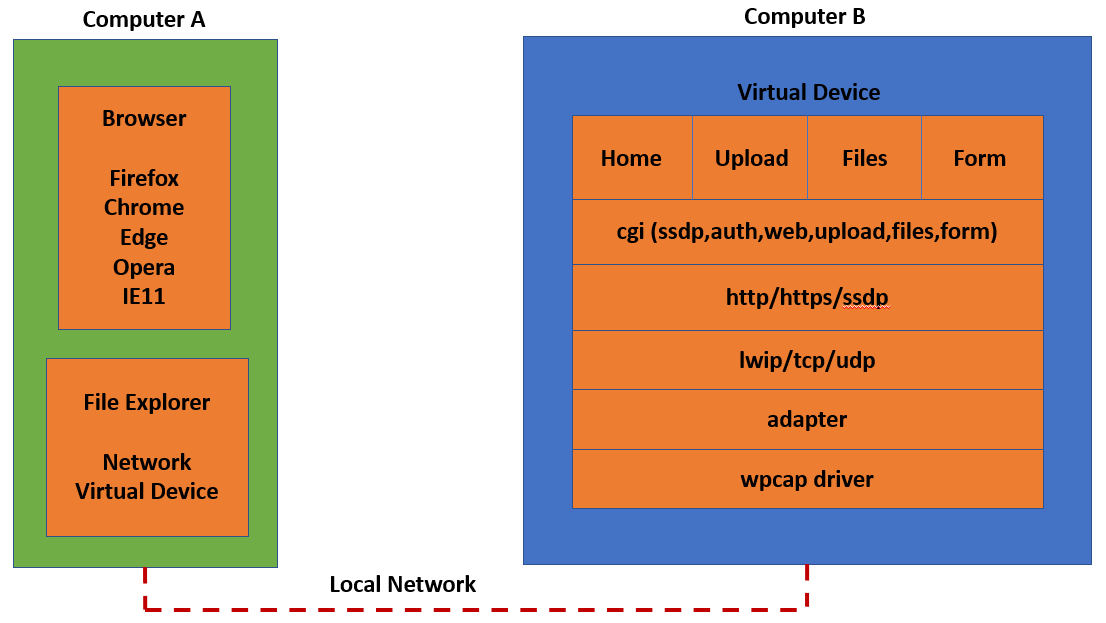 Computer A
Browser
Firefox
Chrome
Edge
Opera
IE11
File Explorer
Network
Virtual Device
Local Network
Computer B
Virtual Device
Home
Upload
Files
Form
cgi (ssdp,auth,web,upload,files,form)
http/https/ssdp
lwip/tcp/udp
adapter
wpcap driver